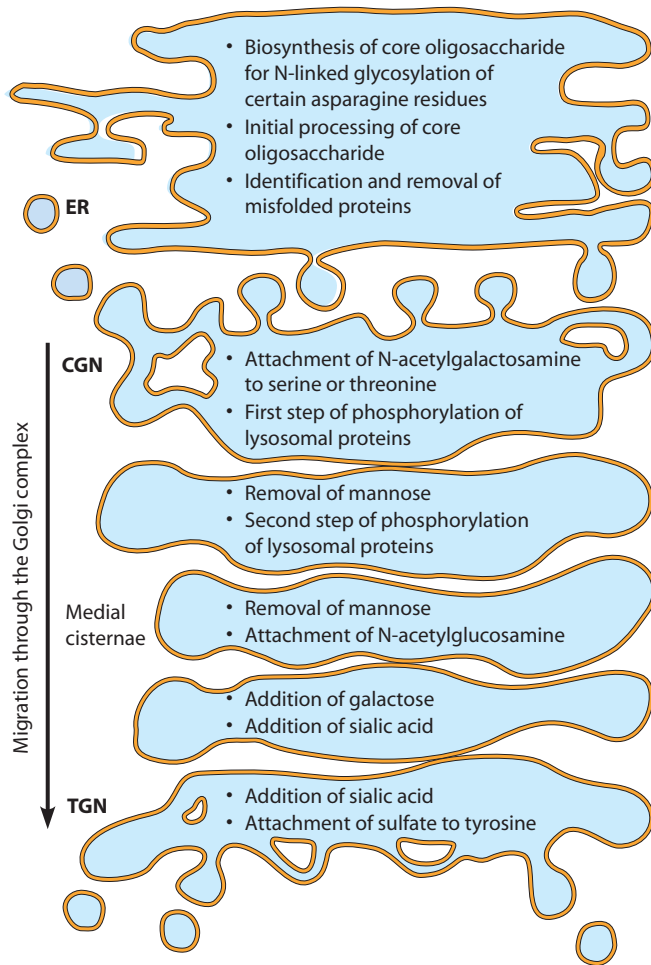 • Biosynthesis of core oligosaccharide
for N-linked glycosylation of
certain asparagine residues
• Initial processing of core
oligosaccharide
• Identification and removal of
misfolded proteins
ER
CGN
• Attachment of N-acetylgalactosamine
to serine or threonine
• First step of phosphorylation of
lysosomal proteins
• Removal of mannose
• Second step of phosphorylation
of lysosomal proteins
Medial
cisternae
• Removal of mannose
• Attachment of N-acetylglucosamine
• Addition of galactose
• Addition of sialic acid
TGN
• Addition of sialic acid
• Attachment of sulfate to tyrosine
Migration through the Golgi complex